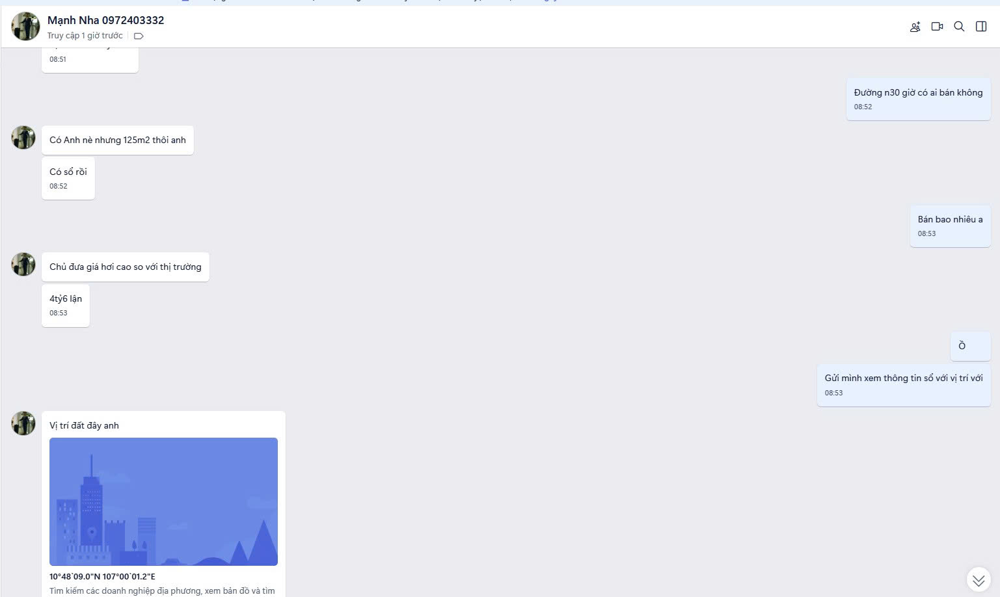 Mạnh Nha 0972403332
Truy cập 1 giờ trước
08:51
Đường n30 giờ có ai bán không
08:52
Có Anh nè nhưng 125m2 thôi anh
Có sổ rồi
08:52
Bán bao nhiêu a
08:53
Chủ đưa giá hơi cao so với thị trường
4tỷ6 lận
08:53
Ồ
Gửi mình xem thông tin sổ với vị trí với
08:53
Vị trí đất đây anh
10°48`09.0"N 107°00`01.2"E
Tìm kiếm các doanh nghiệp địa phương, xem bản đồ và tìm